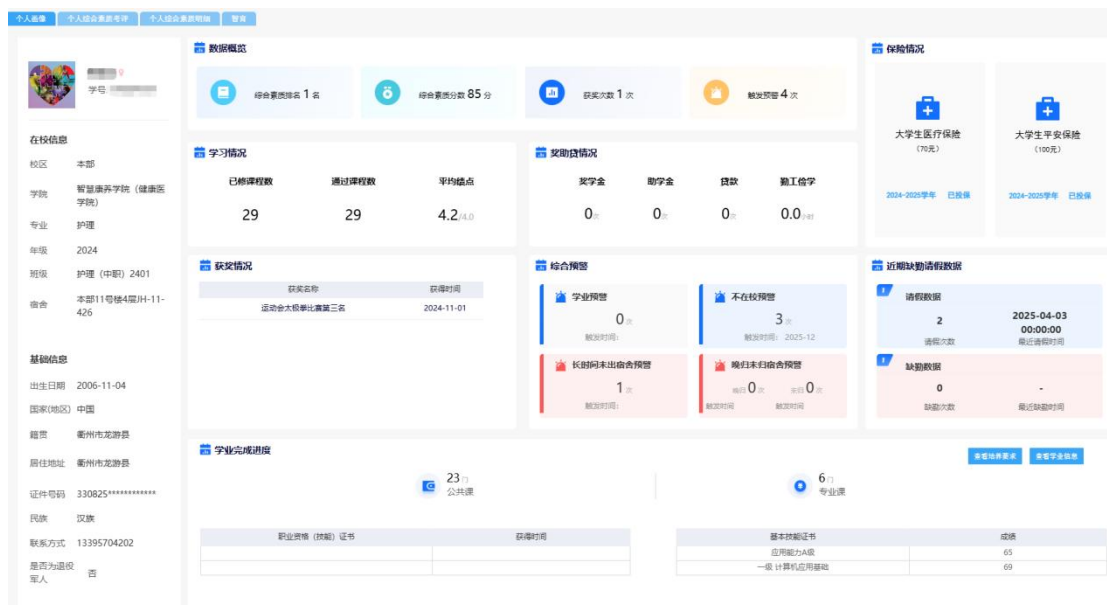 个人画像 个人综合素质考评 个人综合素质明细 智育
学号
在校信息
校区 本部
学院 智慧康养学院（健康医
学院）
专业 护理
年级 2024
班级 护理（中职）2401
宿舍 本部11号楼4层JH-11-
426
基础信息
出生日期 2006-11-04
国家(地区) 中国
籍贯 衢州市龙游县
居住地址 衢州市龙游县
证件号码 330825************
民族 汉族
联系方式 13395704202
是否为退役
军人 否
数据概览
综合素质排名 1 名
综合素质分数 85 分
获奖次数 1 次
触发预警 4 次
学习情况
已修课程数 通过课程数 平均绩点
29 29 4.2/4.0
奖助贷情况
奖学金 助学金 贷款 勤工俭学
0次 0次 0次 0.0小时
保险情况
大学生医疗保险
（70元）
2024-2025学年 已投保
大学生平安保险
（100元）
2024-2025学年 已投保
获奖情况
获奖名称 获得时间
运动会太极拳比赛第三名 2024-11-01
综合预警
学业预警
0次
触发时间：
不在校预警
3次
触发时间： 2025-12
长时间未出宿舍预警
1次
触发时间：
晚归未归宿舍预警
晚归 0次 未归 0次
触发时间 触发时间
近期缺勤请假数据
请假数据
2 2025-04-03
00:00:00
请假次数 最近请假时间
缺勤数据
0 -
缺勤次数 最近缺勤时间
学业完成进度
查看培养要求 查看学业信息
23门
公共课
6门
专业课
职业资格（技能）证书 获得时间
基本技能证书 成绩
应用能力A级 65
一级 计算机应用基础 69